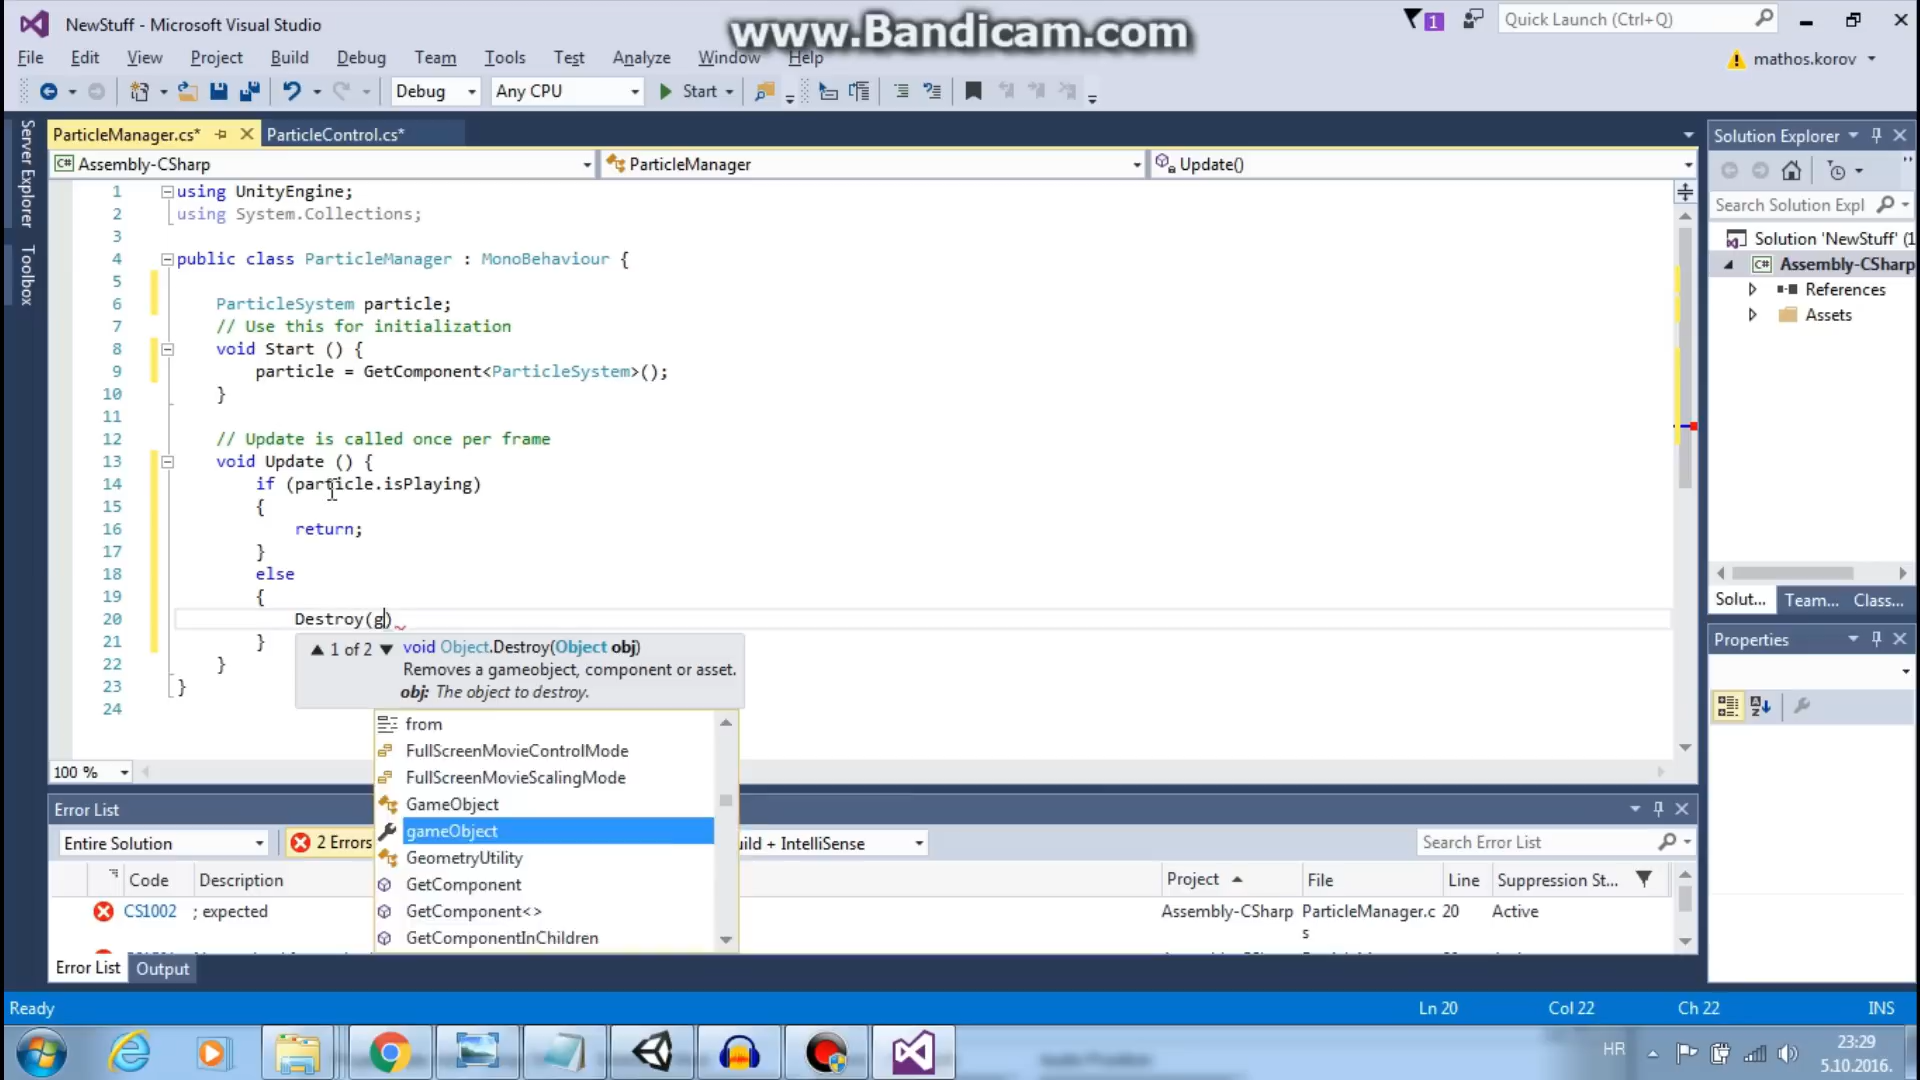 NewStuff - Microsoft Visual Studio
www.Bandicam.com
1
Quick Launch (Ctrl+Q)
File Edit View Project Build Debug Team Tools Test Analyze Window Help
mathos.korov
Debug Any CPU Start
Server Explorer
Toolbox
ParticleManager.cs*
ParticleControl.cs*
Assembly-CSharp
ParticleManager
Update()
1 using UnityEngine;
2 using System.Collections;
3
4 public class ParticleManager : MonoBehaviour {
5
6 ParticleSystem particle;
7 // Use this for initialization
8 void Start () {
9 particle = GetComponent<ParticleSystem>();
10 }
11
12 // Update is called once per frame
13 void Update () {
14 if (particle.isPlaying)
15 {
16 return;
17 }
18 else
19 {
20 Destroy(g)
21 }
22 }
23 }
24
1 of 2 void Object.Destroy(Object obj)
Removes a gameobject, component or asset.
obj: The object to destroy.
from
FullScreenMovieControlMode
FullScreenMovieScalingMode
GameObject
gameObject
GeometryUtility
GetComponent
GetComponent<>
GetComponentInChildren
100 %
Error List
Entire Solution
2 Errors
uild + IntelliSense
Search Error List
Code Description Project File Line Suppression St...
CS1002 ; expected Assembly-CSharp ParticleManager.c 20 Active
s
Error List Output
Solution Explorer
Search Solution Expl
Solution 'NewStuff' (1
Assembly-CSharp
References
Assets
Solut... Team... Class...
Properties
Ready Ln 20 Col 22 Ch 22 INS
HR
23:29
5.10.2016.